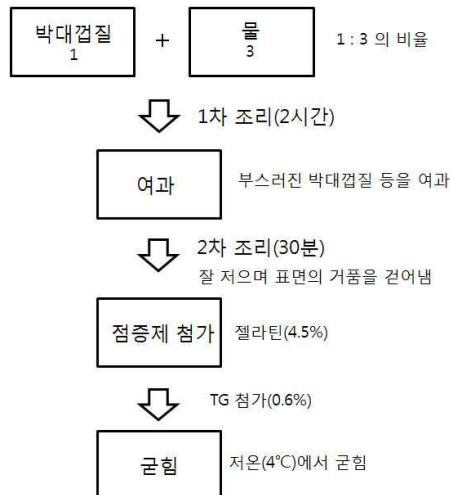 박대껍질
1
+
물
3
1 : 3 의 비율
1차 조리(2시간)
여과
부스러진 박대껍질 등을 여과
2차 조리(30분)
잘 저으며 표면의 거품을 걷어냄
점증제 첨가
젤라틴(4.5%)
TG 첨가(0.6%)
굳힘
저온(4℃)에서 굳힘